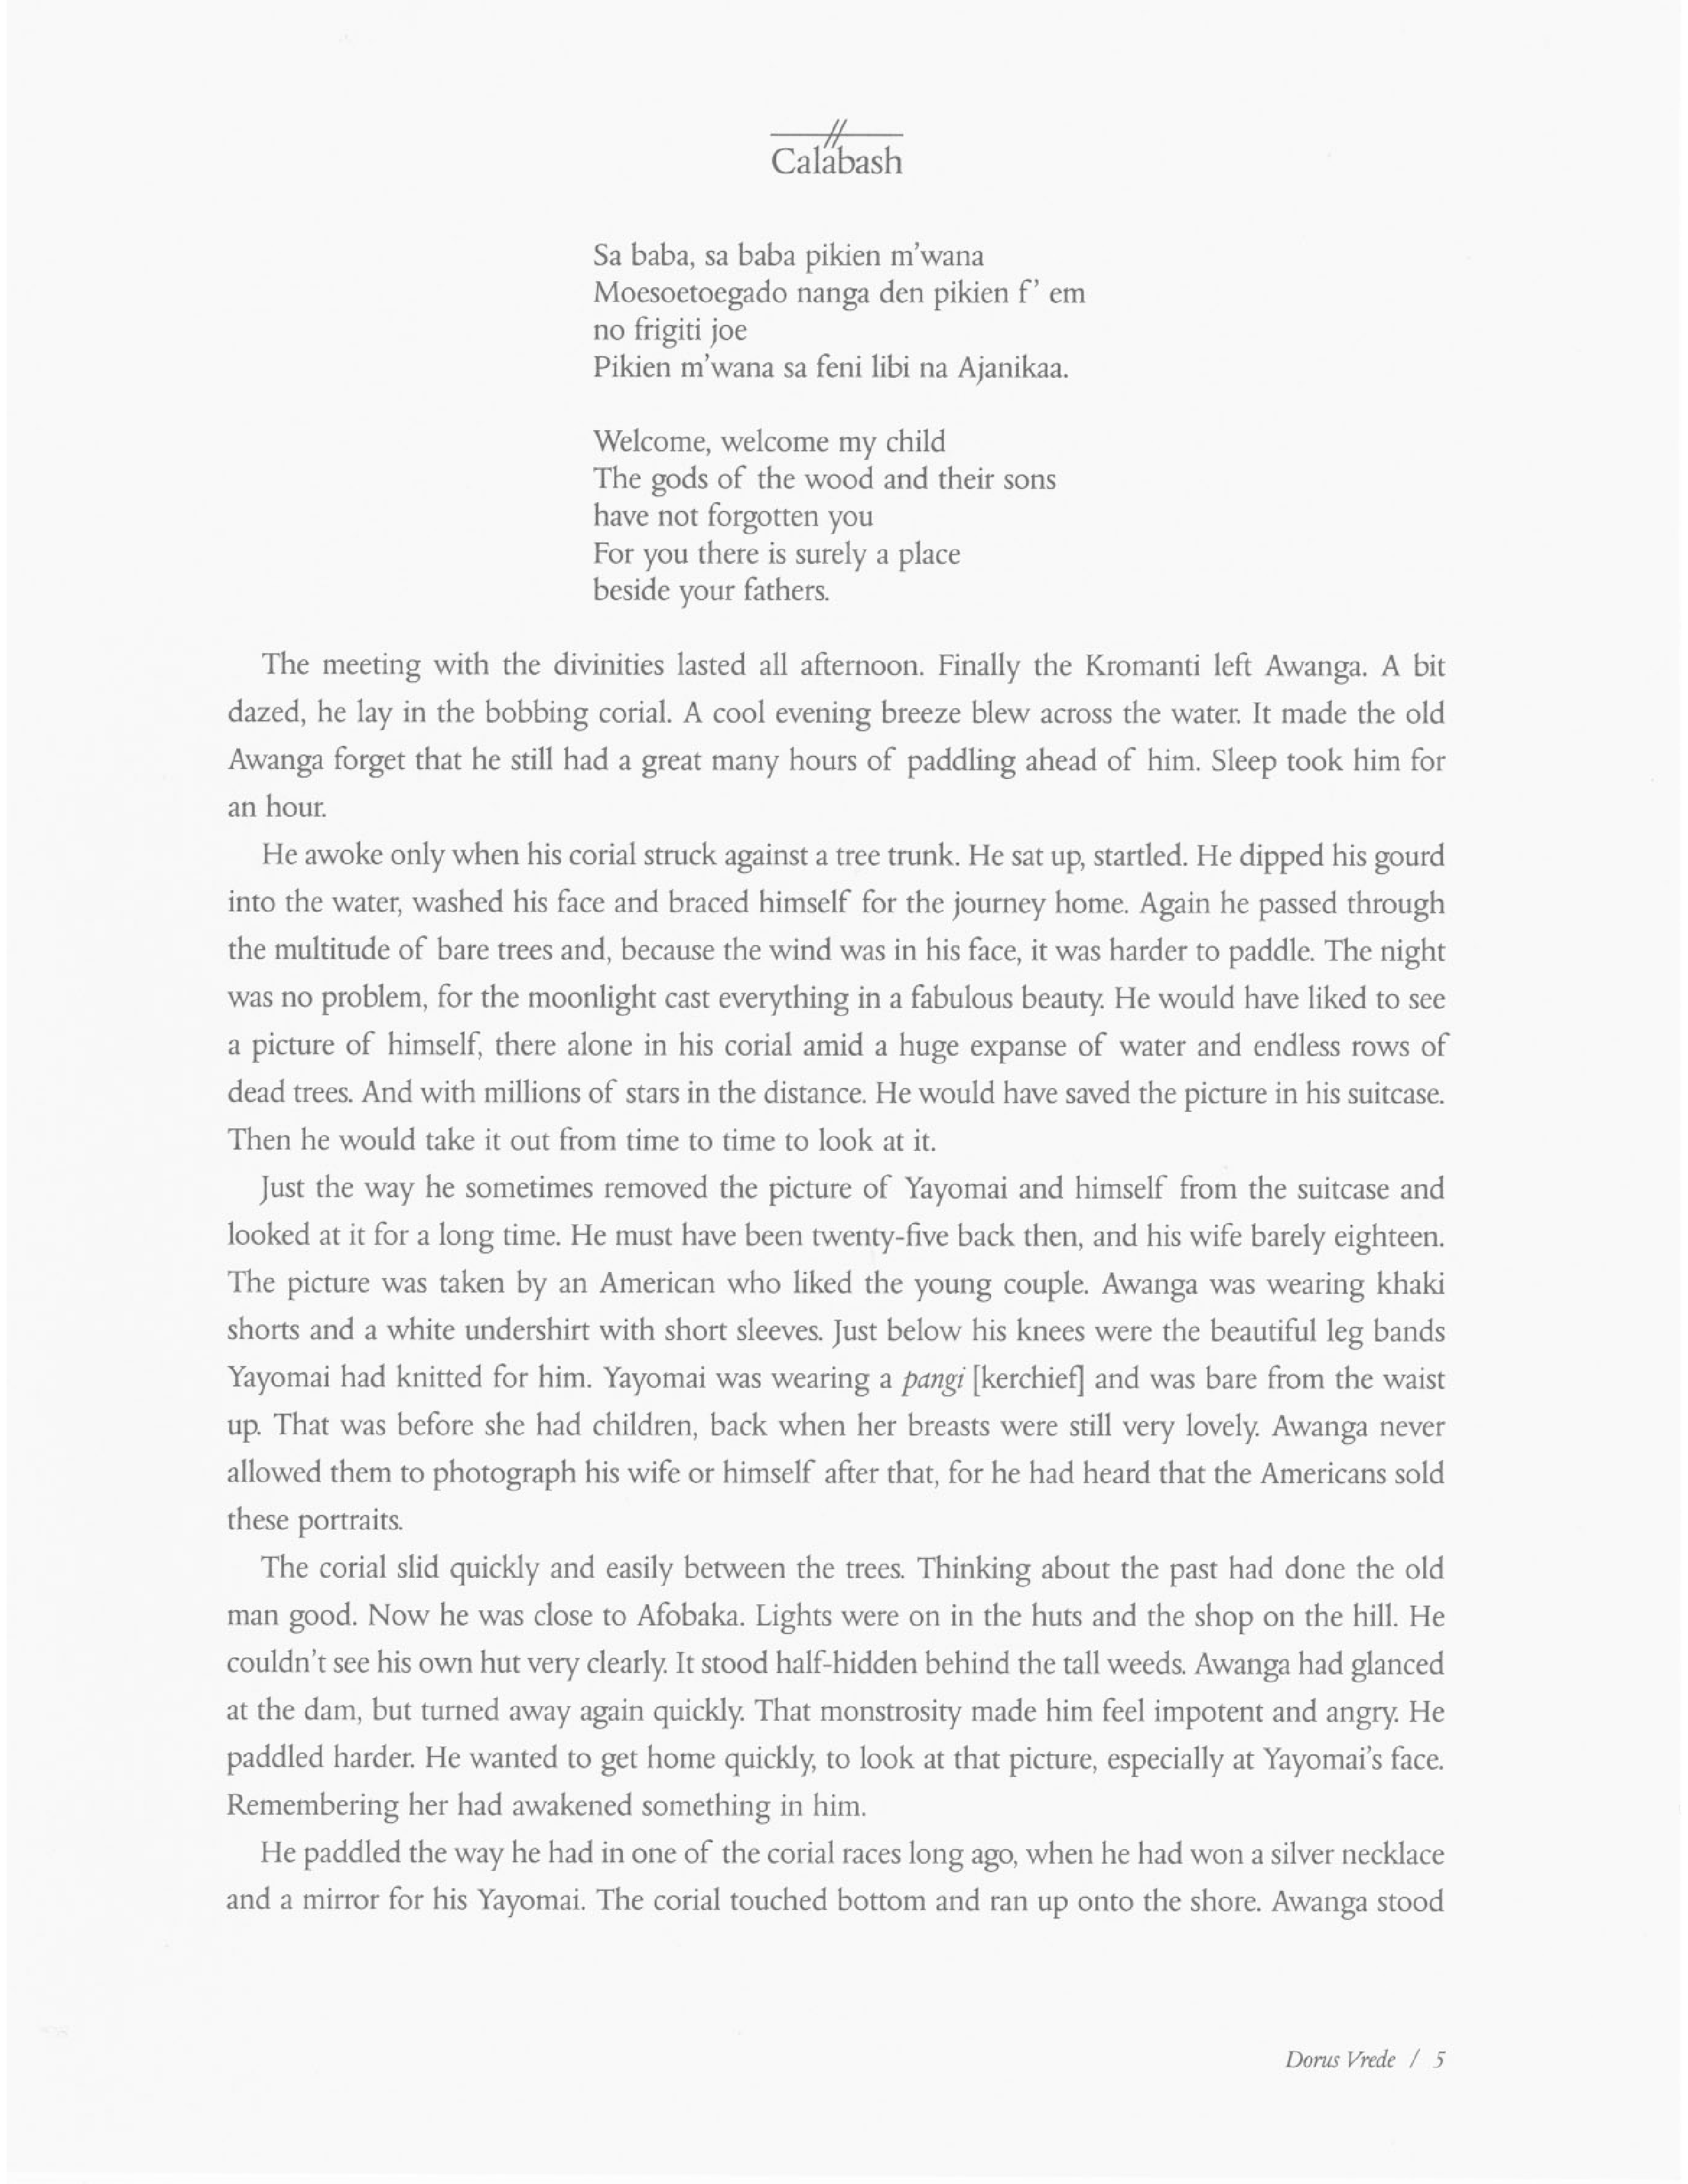 Calabash
Sa baba, sa baba pikien m'wana
Moesoetoegado nanga den pikien f' em
no frigiti joe
Pikien m'wana sa feni libi na Ajanikaa.
Welcome, welcome my child
The gods of the wood and their sons
have not forgotten you
For you there is surely a place
beside your fathers.
The meeting with the divinities lasted all afternoon. Finally the Kromanti left Awanga. A bit
dazed, he lay in the bobbing corial. A cool evening breeze blew across the water. It made the old
Awanga forget that he still had a great many hours of paddling ahead of him. Sleep took him for
an hour.
He awoke only when his corial struck against a tree trunk. He sat up, startled. He dipped his gourd
into the water, washed his face and braced himself for the journey home. Again he passed through
the multitude of bare trees and, because the wind was in his face, it was harder to paddle. The night
was no problem, for the moonlight cast everything in a fabulous beauty. He would have liked to see
a picture of himself, there alone in his corial amid a huge expanse of water and endless rows of
dead trees. And with millions of stars in the distance. He would have saved the picture in his suitcase.
Then he would take it out from time to time to look at it.
Just the way he sometimes removed the picture of Yayomai and himself from the suitcase and
looked at it for a long time. He must have been twenty-five back then, and his wife barely eighteen.
The picture was taken by an American who liked the young couple. Awanga was wearing khaki
shorts and a white undershirt with short sleeves. Just below his knees were the beautiful leg bands
Yayomai had knitted for him. Yayomai was wearing a pangi [kerchief] and was bare from the waist
up. That was before she had children, back when her breasts were still very lovely. Awanga never
allowed them to photograph his wife or himself after that, for he had heard that the Americans sold
these portraits.
The corial slid quickly and easily between the trees. Thinking about the past had done the old
man good. Now he was close to Afobaka. Lights were on in the huts and the shop on the hill. He
couldn't see his own hut very clearly. It stood half-hidden behind the tall weeds. Awanga had glanced
at the dam, but turned away again quickly. That monstrosity made him feel impotent and angry. He
paddled harder. He wanted to get home quickly, to look at that picture, especially at Yayomai's face.
Remembering her had awakened something in him.
He paddled the way he had in one of the corial races long ago, when he had won a silver necklace
and a mirror for his Yayomai. The corial touched bottom and ran up onto the shore. Awanga stood
Dorus Vrede / 5